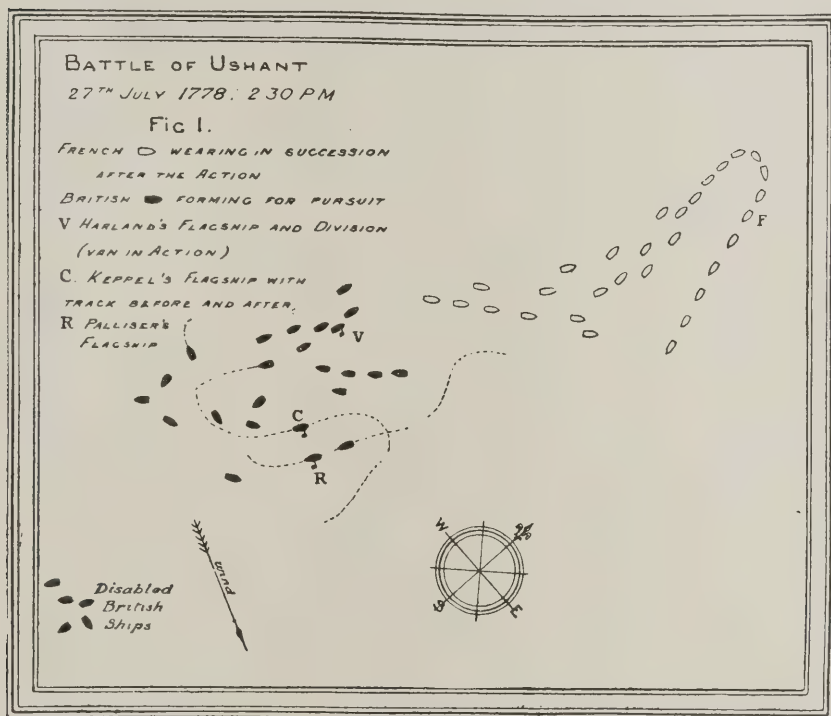 BATTLE OF USHANT
27TH JULY 1778: 2 30 PM
FIG 1.
FRENCH WEARING IN SUCCESSION
AFTER THE ACTION
BRITISH FORMING FOR PURSUIT
V HARLAND'S FLAGSHIP AND DIVISION
(VAN IN ACTION)
C. KEPPEL'S FLAGSHIP WITH
TRACK BEFORE AND AFTER.
R PALLISER'S
FLAGSHIP
F
V
C
R
wind
W
S
E
Disabled
British
Ships